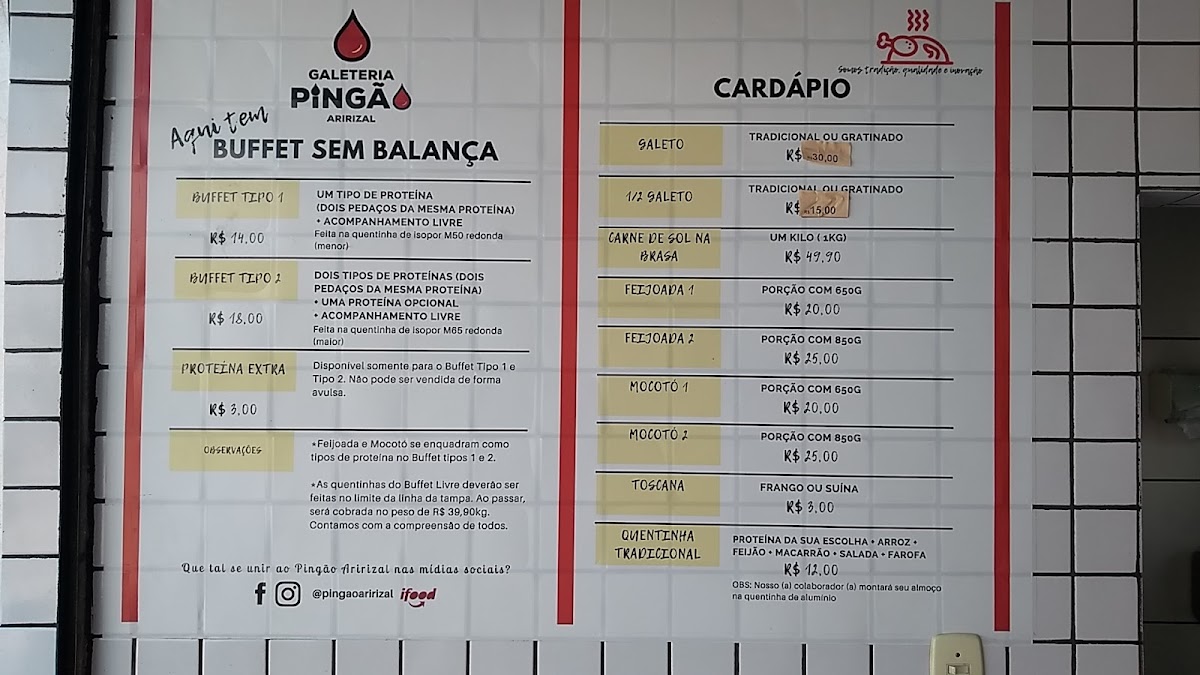 GALETERIA
PINGÃO
ARIRIZAL
Aqui tem
BUFFET SEM BALANÇA
BUFFET TIPO 1
R$ 14,00
UM TIPO DE PROTEÍNA
(DOIS PEDAÇOS DA MESMA PROTEÍNA)
+ ACOMPANHAMENTO LIVRE
Feita na quentinha de isopor M50 redonda
(menor)
BUFFET TIPO 2
R$ 18,00
DOIS TIPOS DE PROTEÍNAS (DOIS
PEDAÇOS DA MESMA PROTEÍNA)
+ UMA PROTEÍNA OPCIONAL
+ ACOMPANHAMENTO LIVRE
Feita na quentinha de isopor M65 redonda
(maior)
PROTEÍNA EXTRA
R$ 3,00
Disponível somente para o Buffet Tipo 1 e
Tipo 2. Não pode ser vendida de forma
avulsa.
OBSERVAÇÕES
*Feijoada e Mocotó se enquadram como
tipos de proteína no Buffet tipos 1 e 2.
*As quentinhas do Buffet Livre deverão ser
feitas no limite da linha da tampa. Ao passar,
será cobrada no peso de R$ 39,90kg.
Contamos com a compreensão de todos.
Que tal se unir ao Pingão Aririzal nas mídias sociais?
@pingaoaririzal ifood
Somos tradição, qualidade e inovação
CARDÁPIO
GALETO
TRADICIONAL OU GRATINADO
R$ 30,00
1/2 GALETO
TRADICIONAL OU GRATINADO
R$ 15,00
CARNE DE SOL NA
BRASA
UM KILO ( 1KG)
R$ 49,90
FEIJOADA 1
PORÇÃO COM 650G
R$ 20,00
FEIJOADA 2
PORÇÃO COM 850G
R$ 25,00
MOCOTÓ 1
PORÇÃO COM 650G
R$ 20,00
MOCOTÓ 2
PORÇÃO COM 850G
R$ 25,00
TOSCANA
FRANGO OU SUÍNA
R$ 3,00
QUENTINHA
TRADICIONAL
PROTEÍNA DA SUA ESCOLHA + ARROZ +
FEIJÃO + MACARRÃO + SALADA + FAROFA
R$ 12,00
OBS: Nosso (a) colaborador (a) montará seu almoço
na quentinha de alumínio